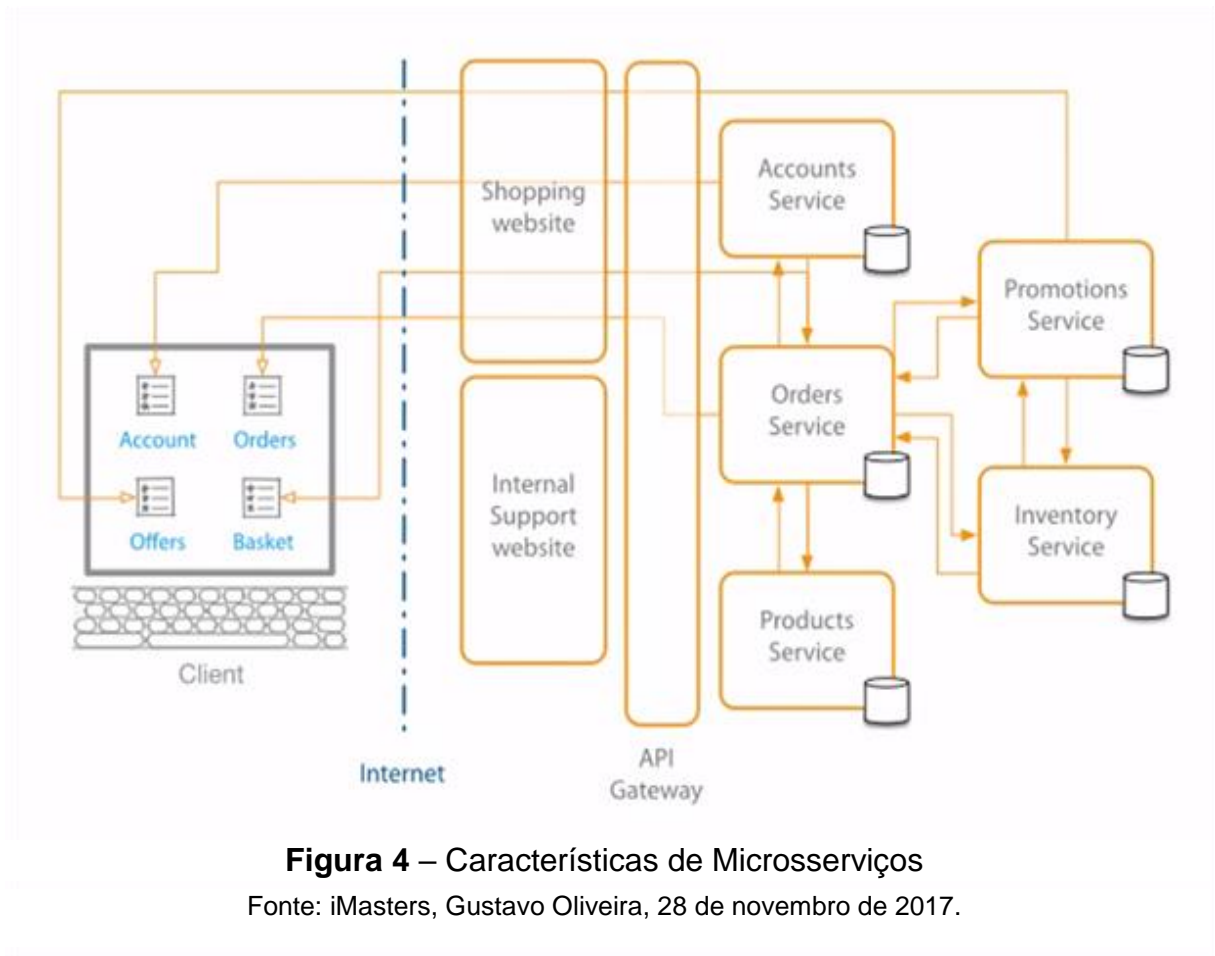 Shopping
website
Internal
Support
website
Accounts
Service
Promotions
Service
Orders
Service
Inventory
Service
Products
Service
Account
Orders
Offers
Basket
Client
Internet
API
Gateway
Figura 4 – Características de Microsserviços
Fonte: iMasters, Gustavo Oliveira, 28 de novembro de 2017.